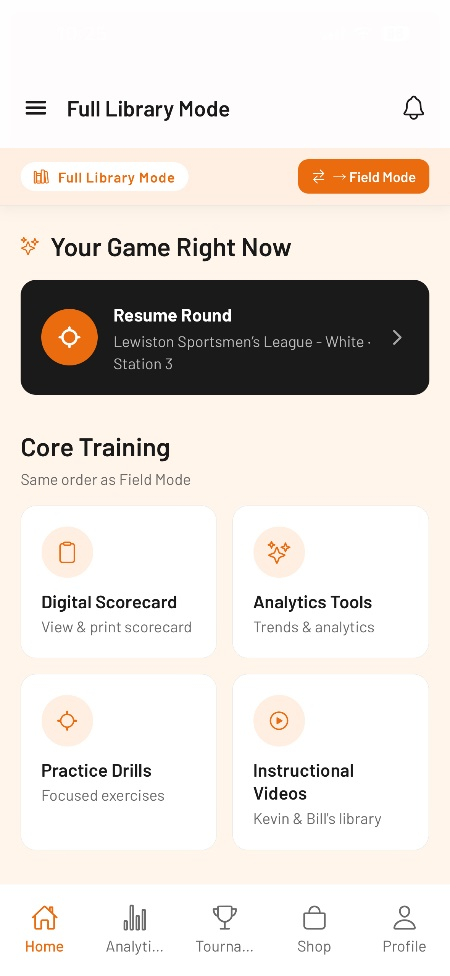 Full Library Mode
Full Library Mode
→ Field Mode
Your Game Right Now
Resume Round
Lewiston Sportsmen's League - White ·
Station 3
Core Training
Same order as Field Mode
Digital Scorecard
View & print scorecard
Analytics Tools
Trends & analytics
Practice Drills
Focused exercises
Instructional
Videos
Kevin & Bill's library
Home
Analyti...
Tourna...
Shop
Profile